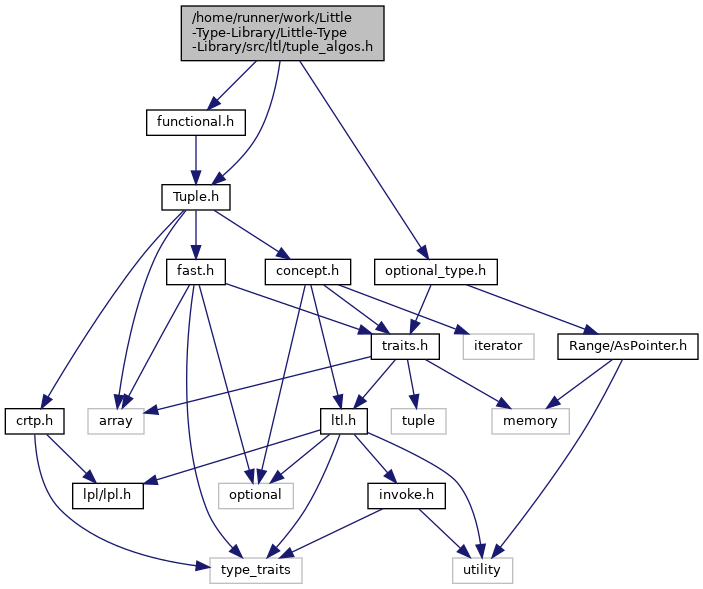 /home/runner/work/Little
-Type-Library/Little-Type
-Library/src/ltl/tuple_algos.h
functional.h
Tuple.h
fast.h
concept.h
optional_type.h
traits.h
iterator
Range/AsPointer.h
crtp.h
array
ltl.h
tuple
memory
lpl/lpl.h
optional
invoke.h
type_traits
utility